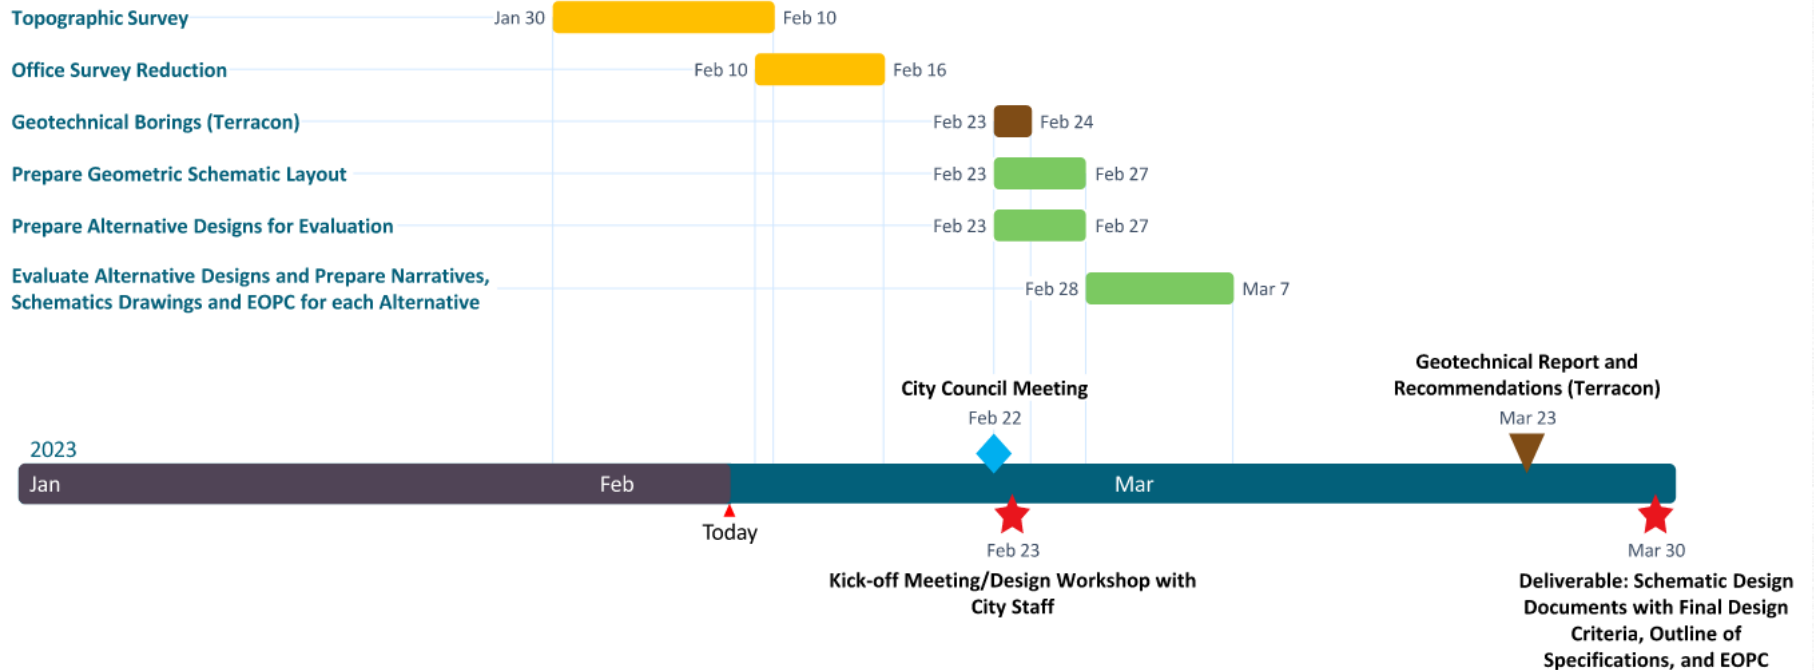 Topographic Survey
Jan 30
Feb 10
Office Survey Reduction
Feb 10
Feb 16
Geotechnical Borings (Terracon)
Feb 23
Feb 24
Prepare Geometric Schematic Layout
Feb 23
Feb 27
Prepare Alternative Designs for Evaluation
Feb 23
Feb 27
Evaluate Alternative Designs and Prepare Narratives,
Schematics Drawings and EOPC for each Alternative
Feb 28
Mar 7
City Council Meeting
Feb 22
Geotechnical Report and
Recommendations (Terracon)
Mar 23
2023
Jan
Feb
Mar
Today
Feb 23
Kick-off Meeting/Design Workshop with
City Staff
Mar 30
Deliverable: Schematic Design
Documents with Final Design
Criteria, Outline of
Specifications, and EOPC